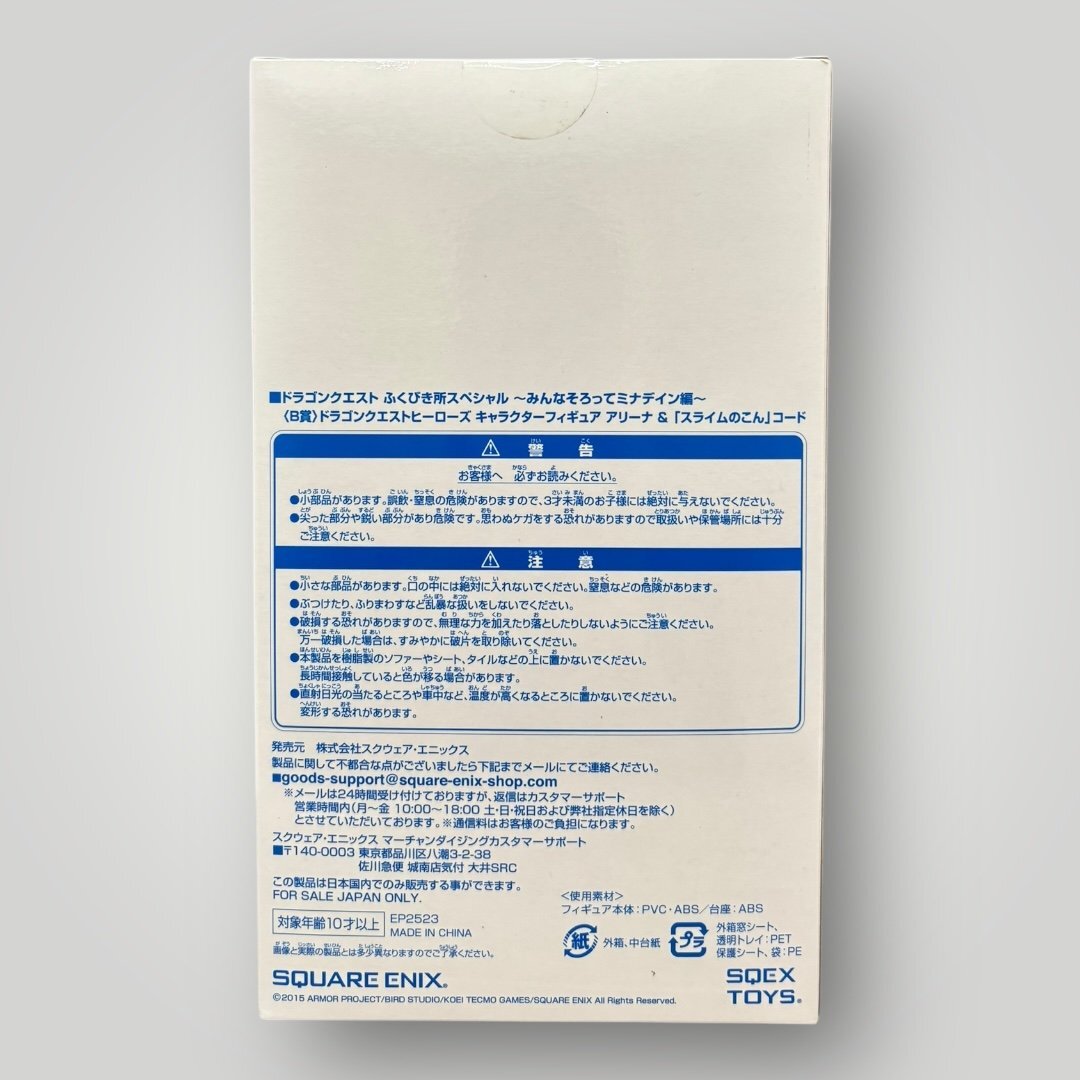 ■ドラゴンクエスト ふくびき所スペシャル ～みんなそろってミナデイン編～
〈B賞〉ドラゴンクエストヒーローズ キャラクターフィギュア アリーナ & 「スライムのこん」コード
⚠ 警告
お客様へ 必ずお読みください。
●小部品があります。誤飲・窒息の危険がありますので、3才未満のお子様には絶対に与えないでください。
●尖った部分や鋭い部分があり危険です。思わぬケガをする恐れがありますので取扱いや保管場所には十分
ご注意ください。
⚠ 注意
●小さな部品があります。口の中には絶対に入れないでください。窒息などの危険があります。
●ぶつけたり、ふりまわすなど乱暴な扱いをしないでください。
●破損する恐れがありますので、無理な力を加えたり落としたりしないようにご注意ください。
万一破損した場合は、すみやかに破片を取り除いてください。
●本製品を樹脂製のソファーやシート、タイルなどの上に置かないでください。
長時間接触していると色が移る場合があります。
●直射日光の当たるところや車中など、温度が高くなるところに置かないでください。
変形する恐れがあります。
発売元 株式会社スクウェア・エニックス
製品に関して不都合な点がございましたら下記までメールにてご連絡ください。
■goods-support@square-enix-shop.com
※メールは24時間受け付けておりますが、返信はカスタマーサポート
営業時間内(月～金 10:00～18:00 土・日・祝日および弊社指定休日を除く)
とさせていただいております。※通信料はお客様のご負担になります。
スクウェア・エニックス マーチャンダイジングカスタマーサポート
■〒140-0003 東京都品川区八潮3-2-38
佐川急便 城南店気付 大井SRC
この製品は日本国内でのみ販売する事ができます。
FOR SALE JAPAN ONLY.
対象年齢10才以上
EP2523
MADE IN CHINA
画像と実際の製品とは多少異なりますのでご了承ください。
<使用素材>
フィギュア本体：PVC・ABS／台座：ABS
紙 外箱、中台紙
プラ 外箱窓シート、
透明トレイ：PET
保護シート、袋：PE
SQUARE ENIX®
SQEX
TOYS®
©2015 ARMOR PROJECT/BIRD STUDIO/KOEI TECMO GAMES/SQUARE ENIX All Rights Reserved.